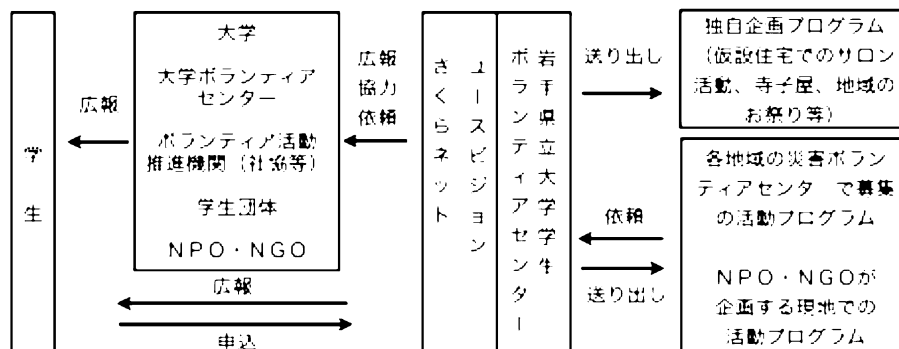 学生
広報
大学
大学ボランティア
センター
ボランティア活動
推進機関（社協等）
学生団体
NPO・NGO
広報
協力
依頼
広報
申込
さくらネット
ユースビジョン
岩手県立大学学生
ボランティアセンター
送り出し
依頼
送り出し
独自企画プログラム
（仮設住宅でのサロン
活動、寺子屋、地域の
お祭り等）
各地域の災害ボラン
ティアセンターで募集
の活動プログラム
NPO・NGOが
企画する現地での
活動プログラム